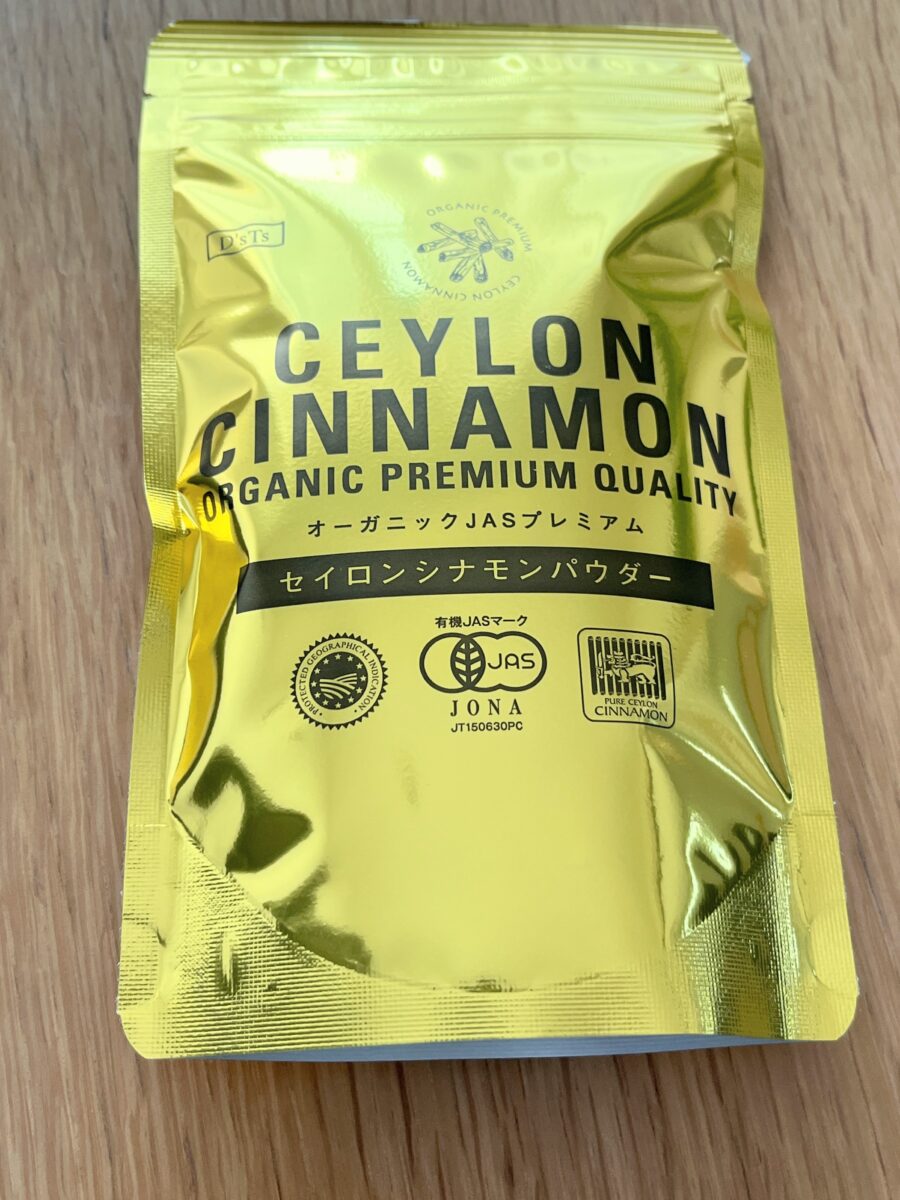 D'sTs
ORGANIC PREMIUM
CEYLON CINNAMON
CEYLON
CINNAMON
ORGANIC PREMIUM QUALITY
オーガニックJASプレミアム
セイロンシナモンパウダー
PROTECTED GEOGRAPHICAL INDICATION
有機JASマーク
JAS
JONA
JT150630PC
PURE CEYLON
CINNAMON